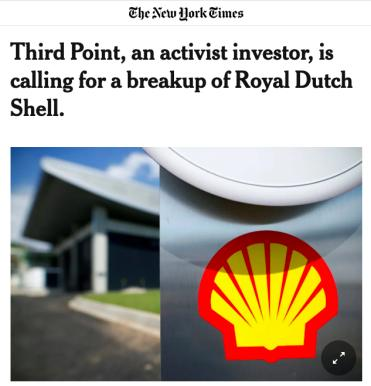 The New York Times
Third Point, an activist investor, is
calling for a breakup of Royal Dutch
Shell.